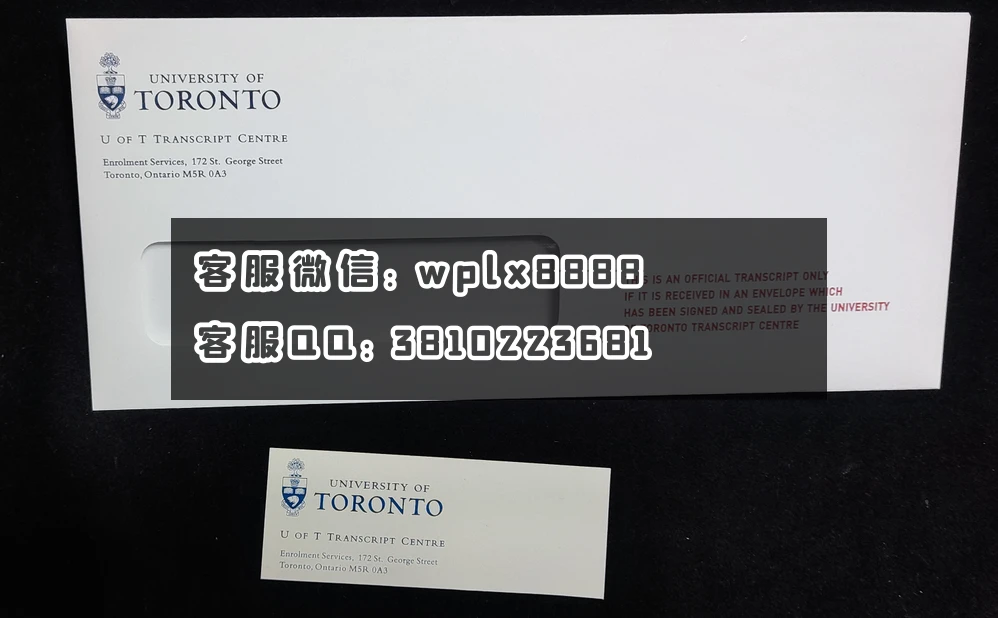 UNIVERSITY OF
TORONTO
U OF T TRANSCRIPT CENTRE
Enrolment Services, 172 St. George Street
Toronto, Ontario M5R 0A3
客服微信: wplx8888
客服QQ: 3810223681
IS AN OFFICIAL TRANSCRIPT ONLY
IF IT IS RECEIVED IN AN ENVELOPE WHICH
HAS BEEN SIGNED AND SEALED BY THE UNIVERSITY
TORONTO TRANSCRIPT CENTRE
UNIVERSITY OF
TORONTO
U OF T TRANSCRIPT CENTRE
Enrolment Services, 172 St. George Street
Toronto, Ontario M5R 0A3